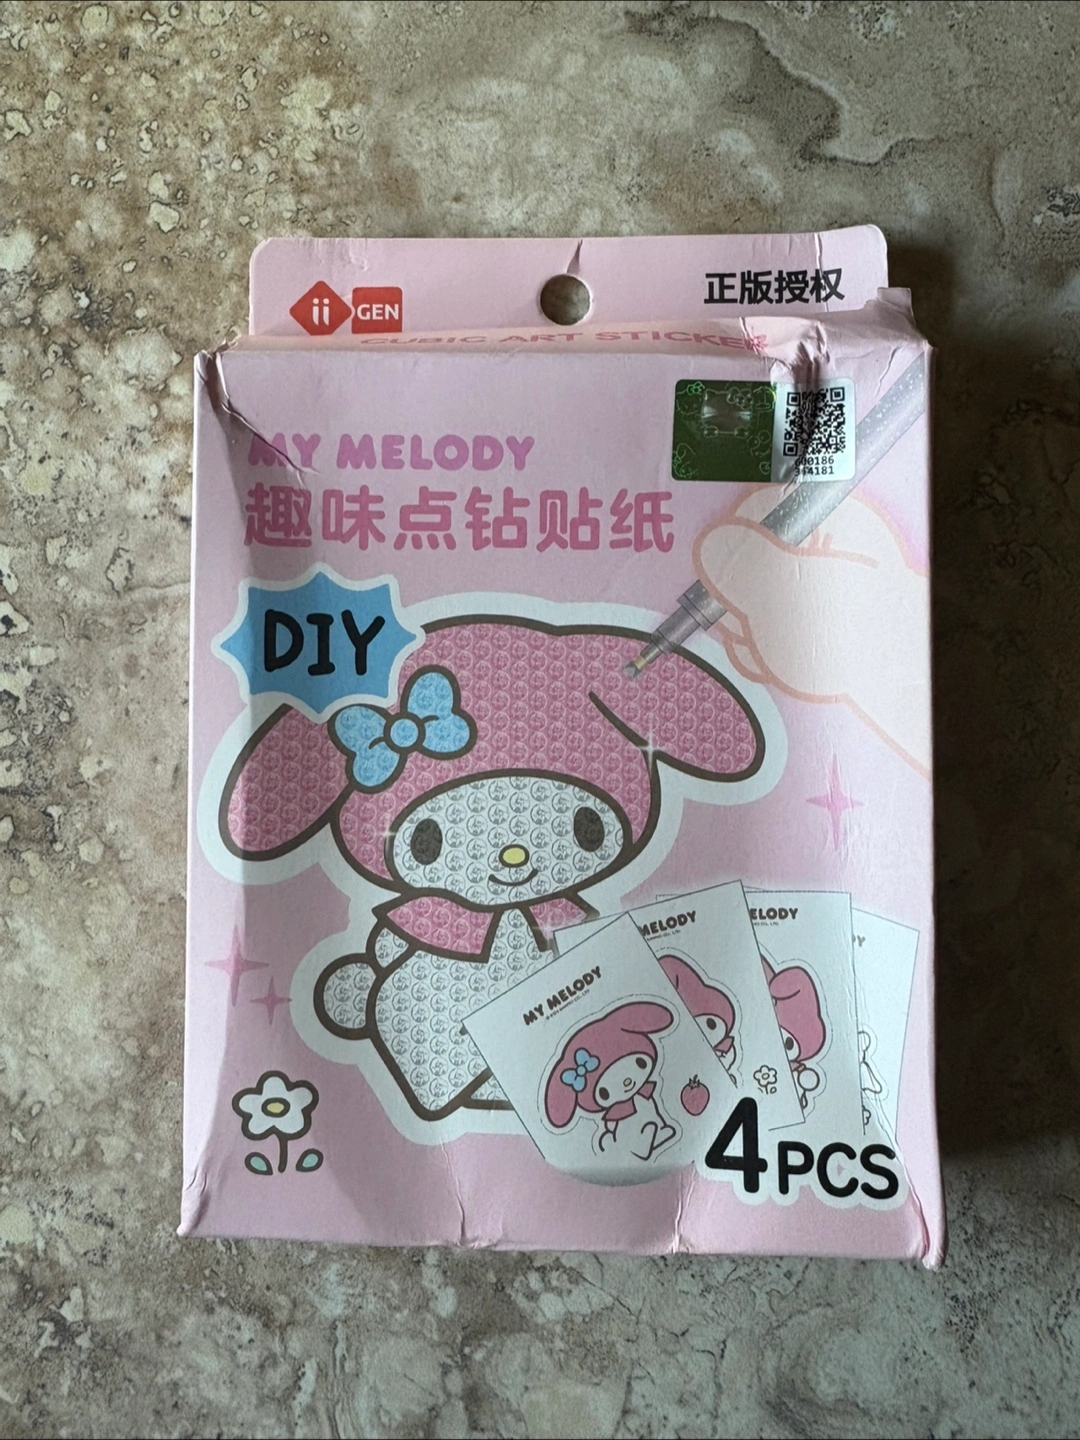 ii GEN
正版授权
CUBIC ART STICKER
MY MELODY
趣味点钻贴纸
DIY
MY MELODY
MELODY
ELODY
4PCS